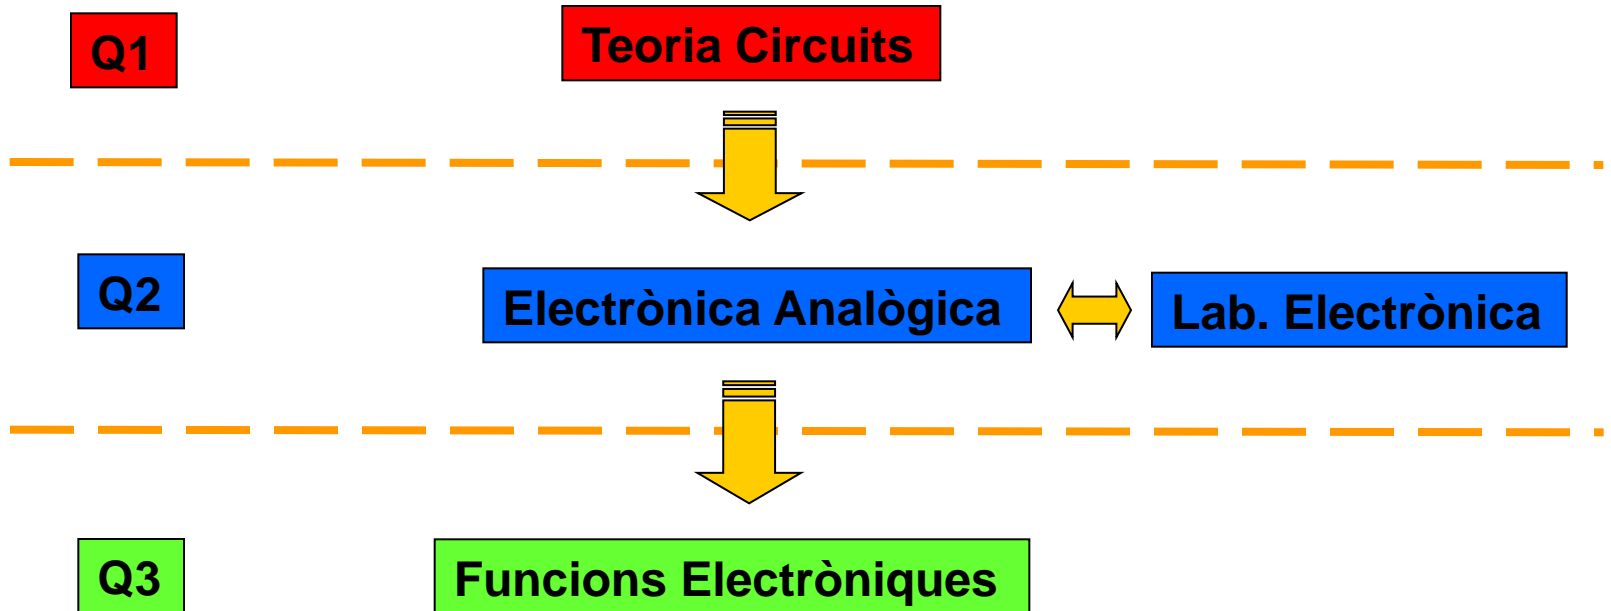 Q1
Teoria Circuits
Q2
Electrònica Analògica
Lab. Electrònica
Q3
Funcions Electròniques